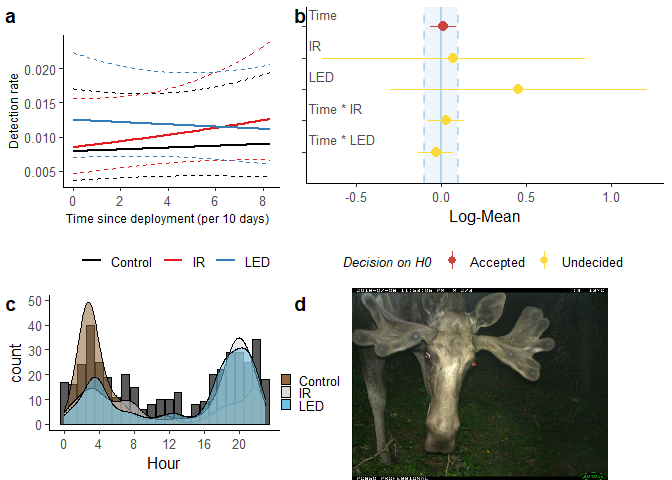 a
Detection rate
0.020
0.015
0.010
0.005
0 2 4 6 8
Time since deployment (per 10 days)
Control IR LED
b
Time
IR
LED
Time * IR
Time * LED
-0.5 0.0 0.5 1.0
Log-Mean
Decision on H0 Accepted Undecided
c
count
50
40
30
20
10
0
0 4 8 12 16 20
Hour
Control
IR
LED
d
PC850 PROFESSIONAL